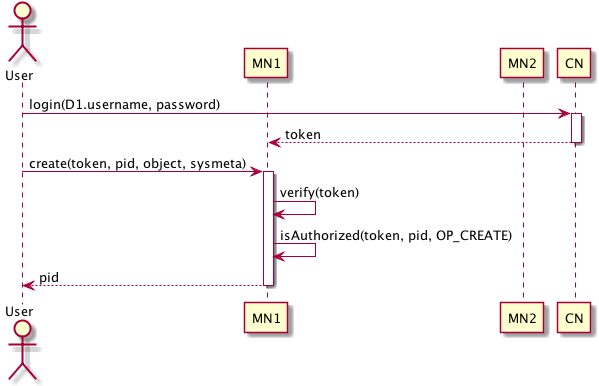 User
MN1
MN2
CN
login(D1.username, password)
token
create(token, pid, object, sysmeta)
verify(token)
isAuthorized(token, pid, OP_CREATE)
pid
User
MN1
MN2
CN